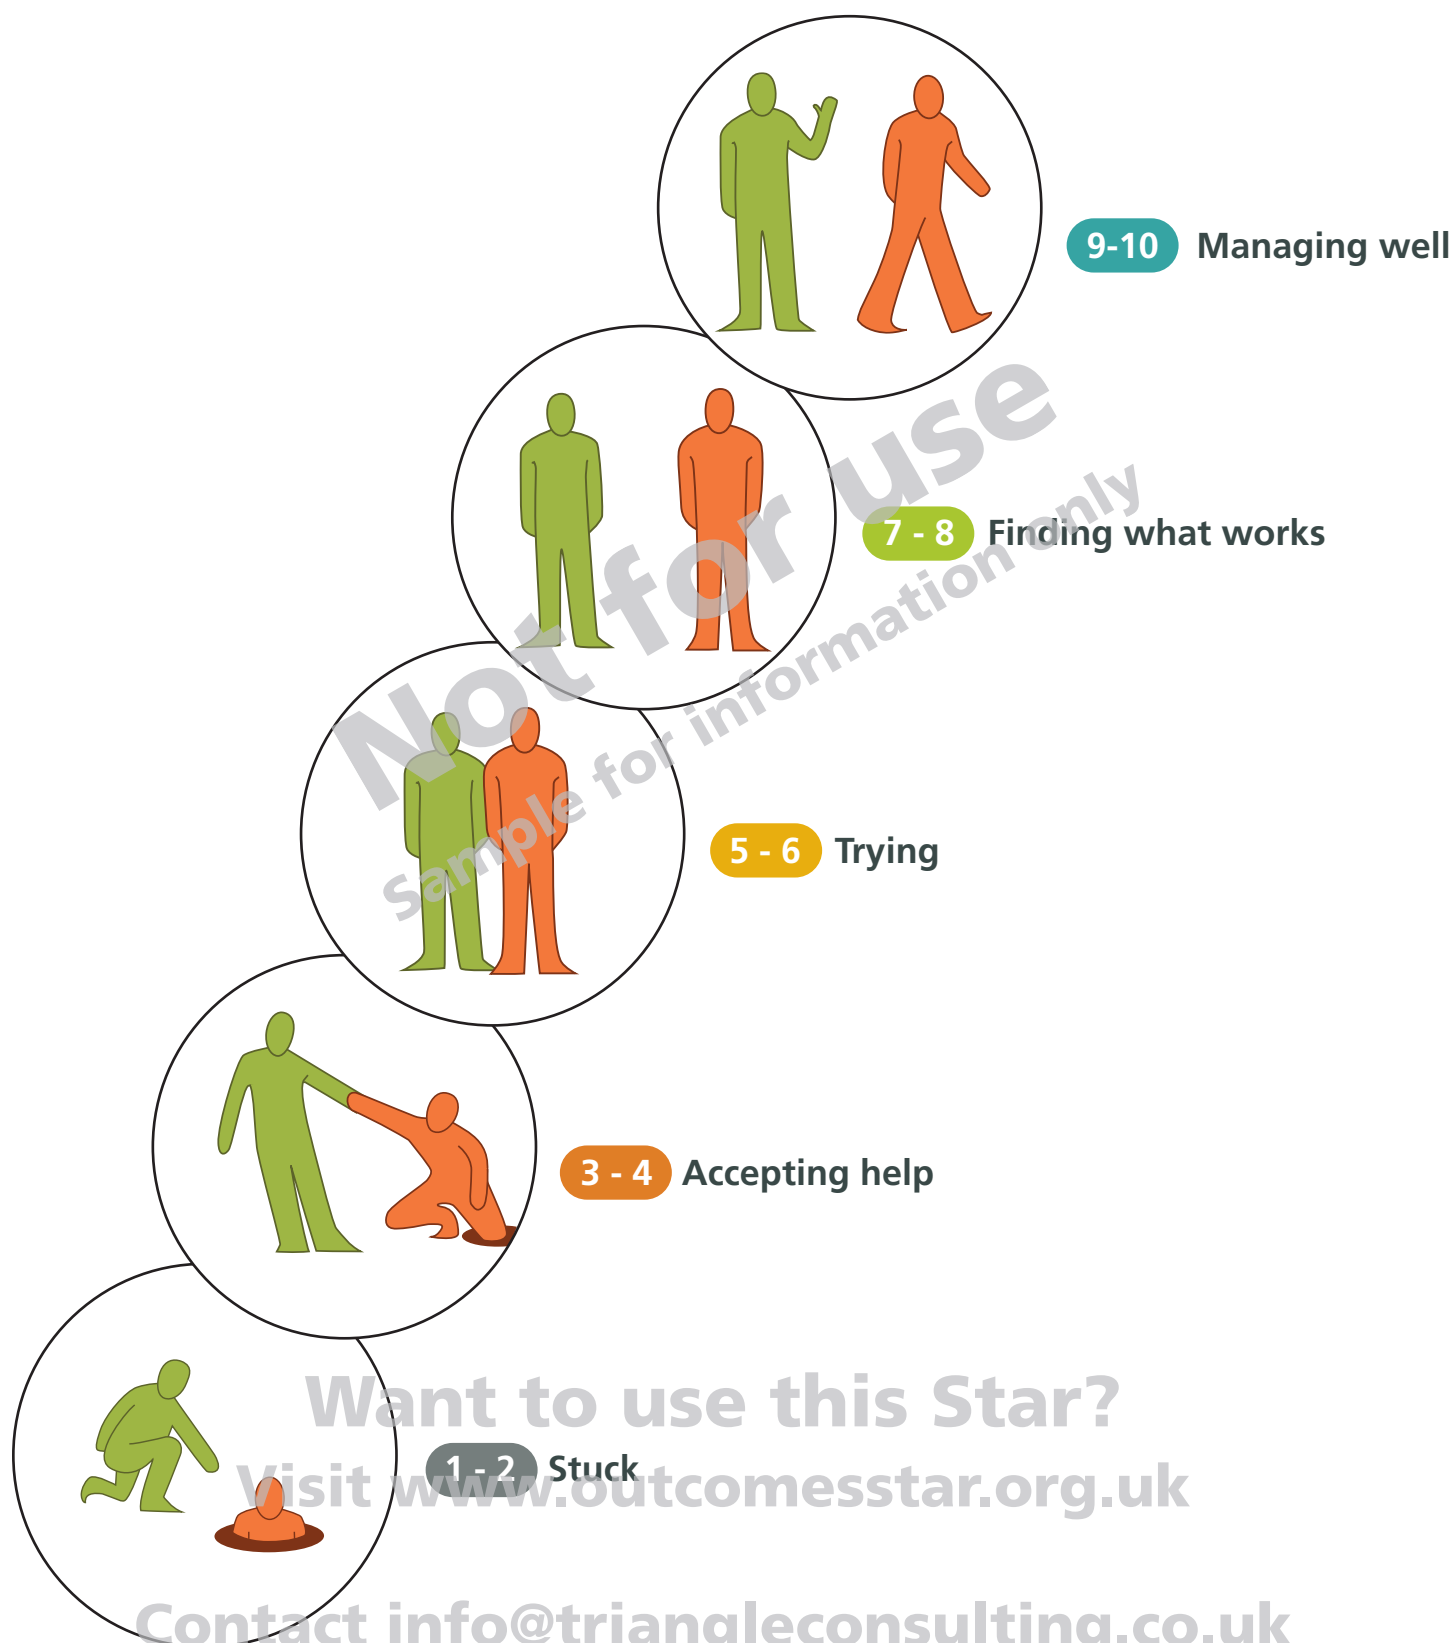 9-10 Managing well
Not for use
Sample for information only
7 - 8 Finding what works
5 - 6 Trying
3 - 4 Accepting help
Want to use this Star?
1 - 2 Stuck
Visit www.outcomesstar.org.uk
Contact info@triangleconsulting.co.uk